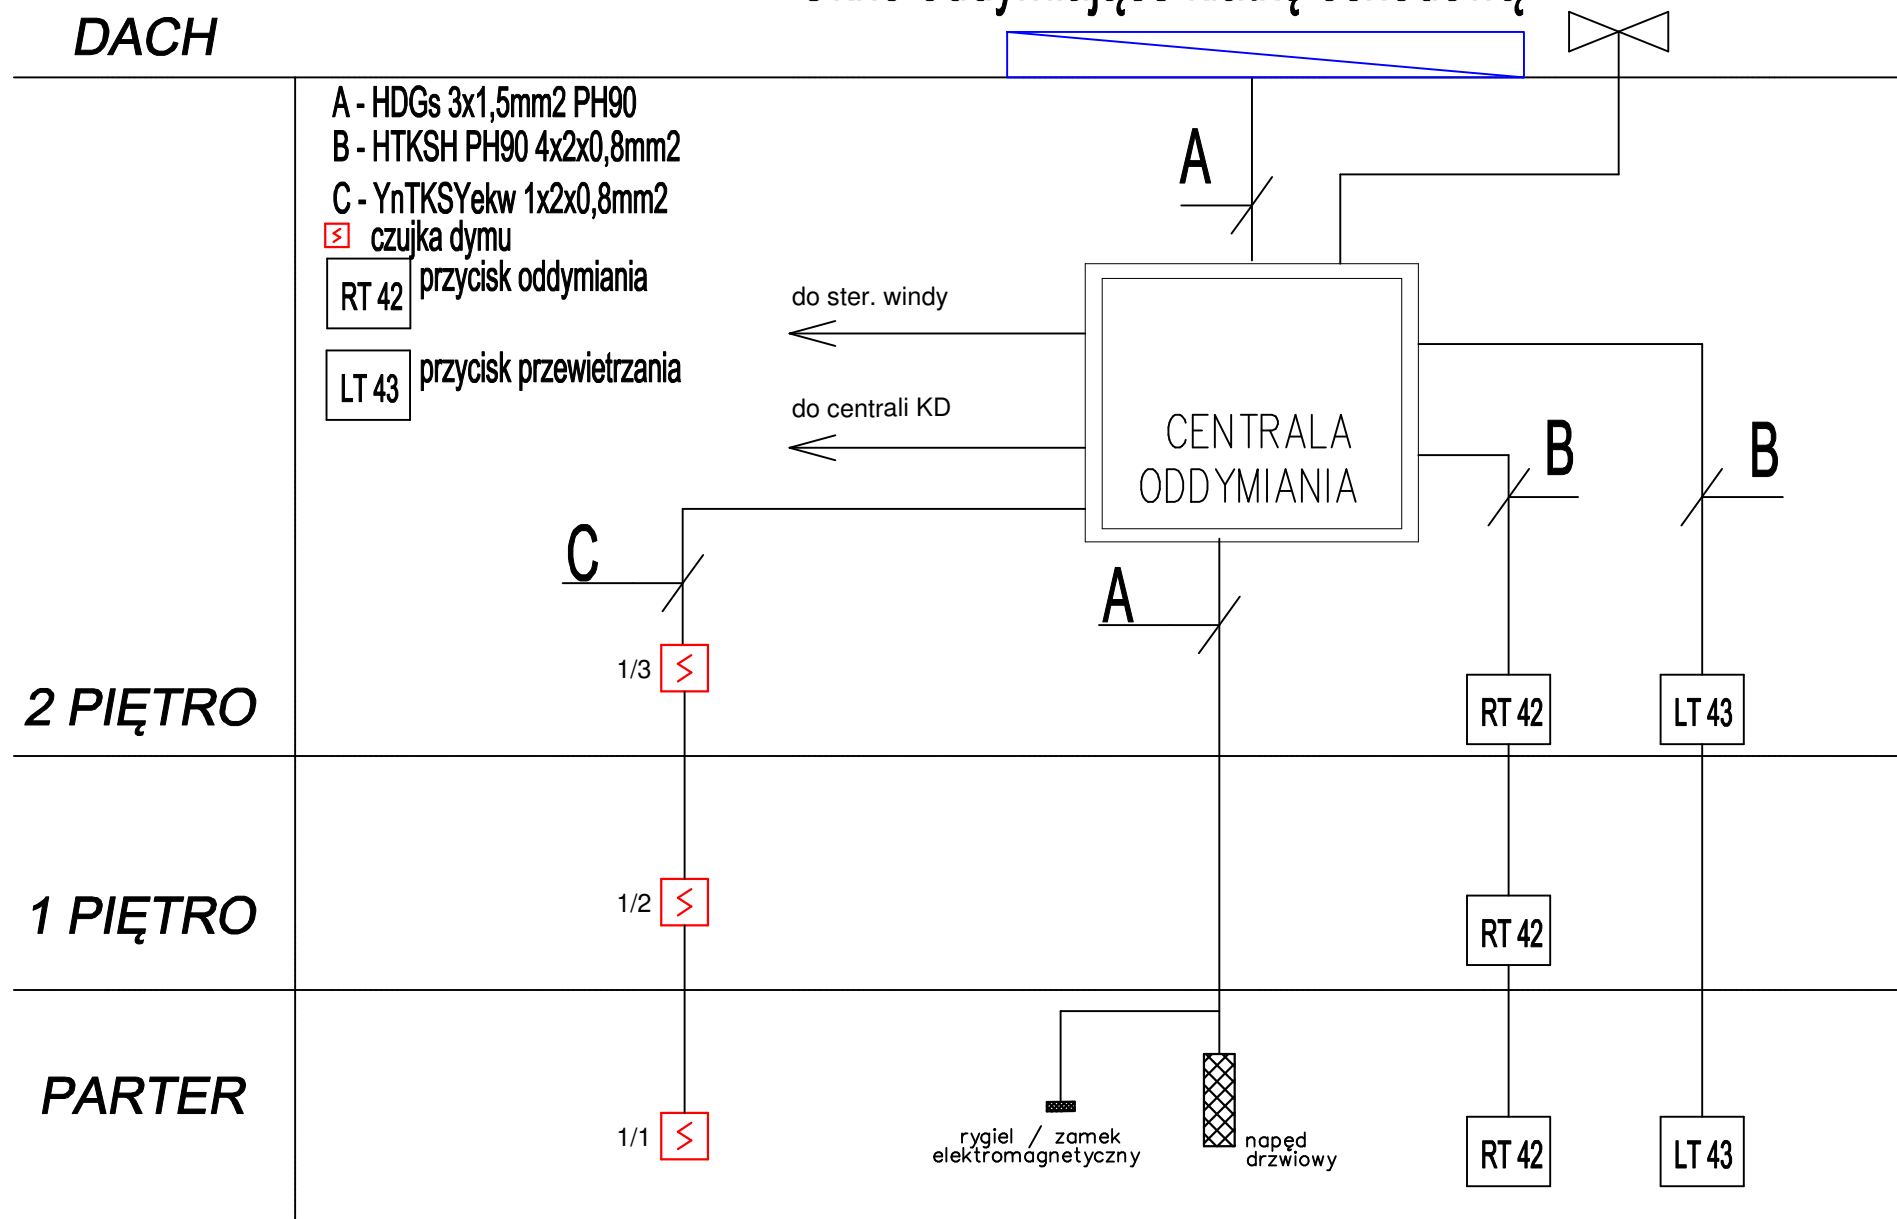 DACH
A - HDGs 3x1,5mm2 PH90
B - HTKSH PH90 4x2x0,8mm2
C - YnTKSYekw 1x2x0,8mm2
czujka dymu
RT 42 przycisk oddymiania
LT 43 przycisk przewietrzania
A
do ster. windy
do centrali KD
CENTRALA
ODDYMIANIA
B
B
C
A
2 PIĘTRO
1/3
RT 42
LT 43
1 PIĘTRO
1/2
RT 42
PARTER
1/1
rygiel / zamek
elektromagnetyczny
napęd
drzwiowy
RT 42
LT 43